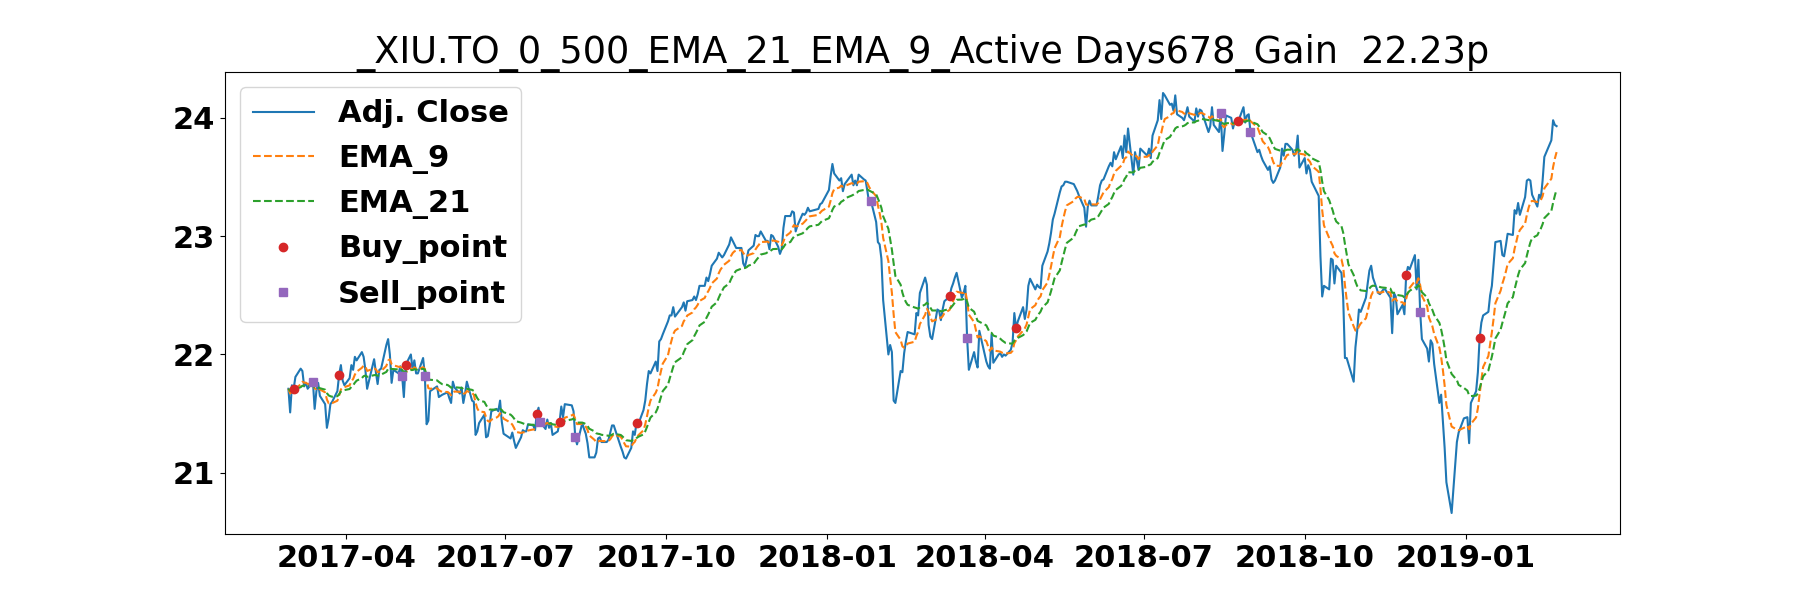 _XIU.TO_0_500_EMA_21_EMA_9_Active Days678_Gain  22.23p
Adj. Close
EMA_9
EMA_21
Buy_point
Sell_point
24
23
22
21
2017-04 2017-07 2017-10 2018-01 2018-04 2018-07 2018-10 2019-01